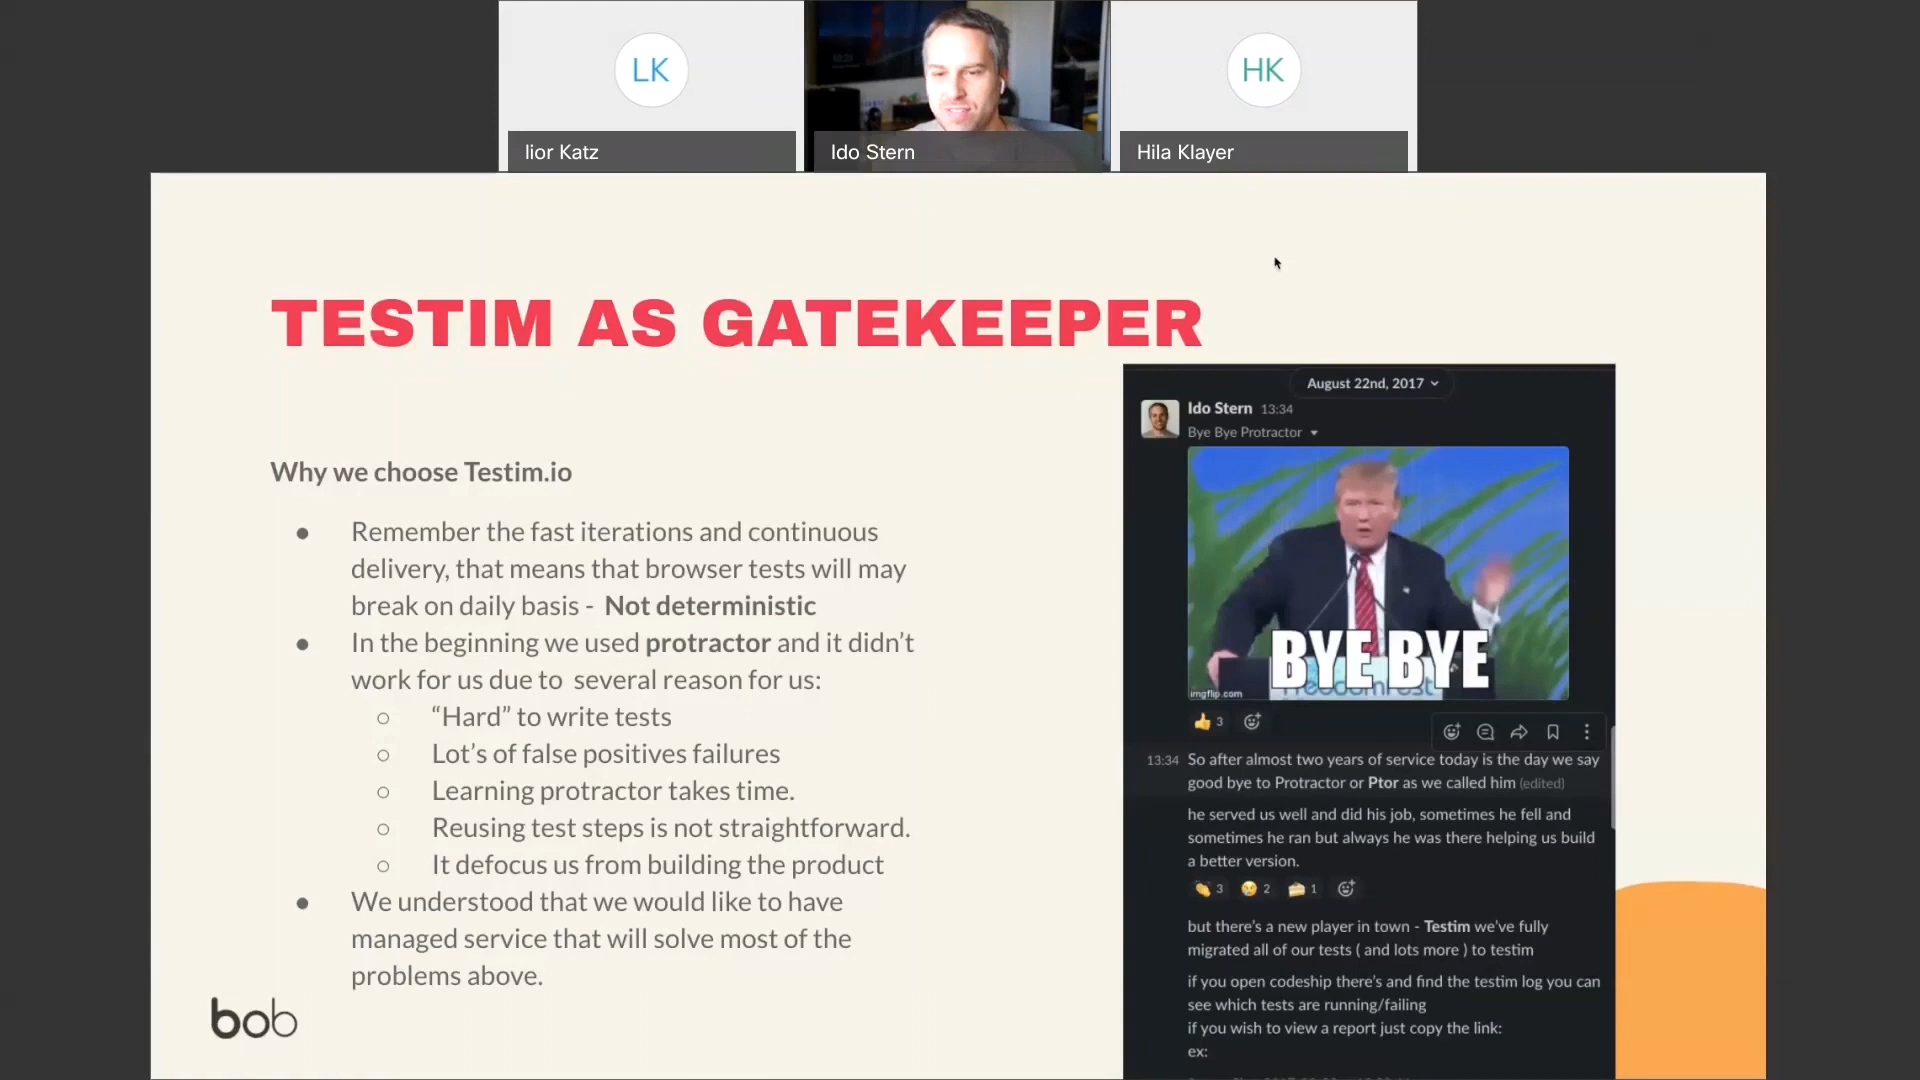 LK
HK
lior Katz
Ido Stern
Hila Klayer
TESTIM AS GATEKEEPER
Why we choose Testim.io
● Remember the fast iterations and continuous
delivery, that means that browser tests will may
break on daily basis - Not deterministic
● In the beginning we used protractor and it didn’t
work for us due to several reason for us:
○ “Hard” to write tests
○ Lot’s of false positives failures
○ Learning protractor takes time.
○ Reusing test steps is not straightforward.
○ It defocus us from building the product
● We understood that we would like to have
managed service that will solve most of the
problems above.
bob
August 22nd, 2017
Ido Stern 13:34
Bye Bye Protractor
BYE BYE
imgflip.com
3
13:34 So after almost two years of service today is the day we say
good bye to Protractor or Ptor as we called him (edited)
he served us well and did his job, sometimes he fell and
sometimes he ran but always he was there helping us build
a better version.
3 2 1
but there’s a new player in town - Testim we’ve fully
migrated all of our tests ( and lots more ) to testim
if you open codeship there’s and find the testim log you can
see which tests are running/failing
if you wish to view a report just copy the link:
ex: